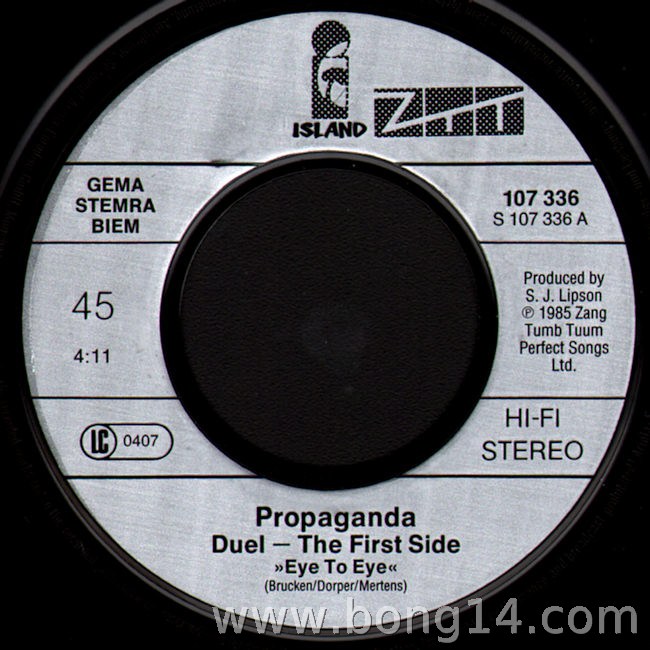 ISLAND ZTT
GEMA
STEMRA
BIEM
107 336
S 107 336 A
45
4:11
Produced by
S. J. Lipson
℗ 1985 Zang
Tumb Tuum
Perfect Songs
Ltd.
LC 0407
HI-FI
STEREO
Propaganda
Duel – The First Side
»Eye To Eye«
(Brucken/Dorper/Mertens)
www.bong14.com